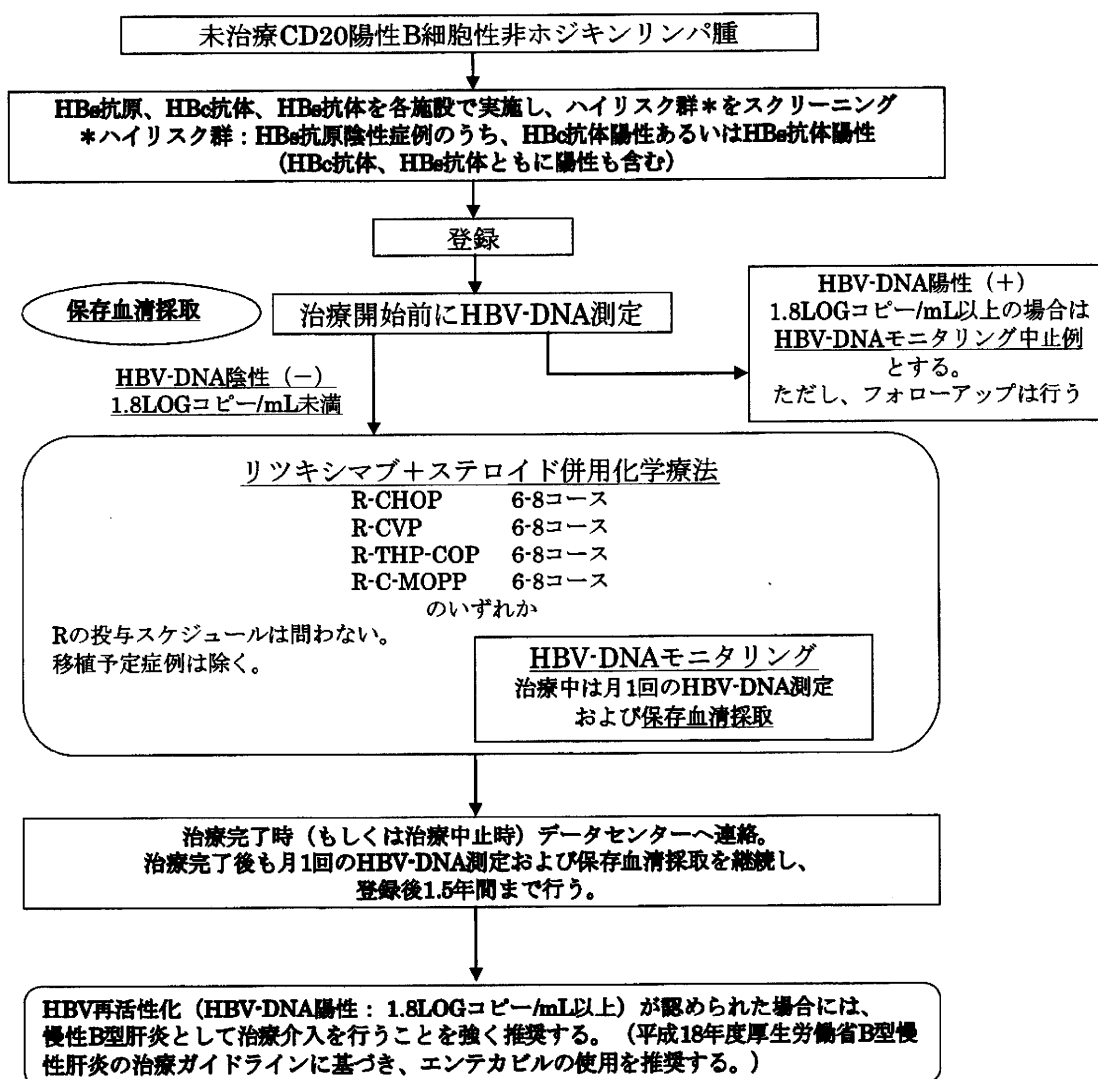 未治療CD20陽性B細胞性非ホジキンリンパ腫
HBs抗原、HBc抗体、HBs抗体を各施設で実施し、ハイリスク群＊をスクリーニング
＊ハイリスク群：HBs抗原陰性症例のうち、HBc抗体陽性あるいはHBs抗体陽性
（HBc抗体、HBs抗体ともに陽性も含む）
登録
保存血清採取
治療開始前にHBV-DNA測定
HBV-DNA陽性（＋）
1.8LOGコピー/mL以上の場合は
HBV-DNAモニタリング中止例
とする。
ただし、フォローアップは行う
HBV-DNA陰性（－）
1.8LOGコピー/mL未満
リツキシマブ＋ステロイド併用化学療法
R-CHOP 6-8コース
R-CVP 6-8コース
R-THP-COP 6-8コース
R-C-MOPP 6-8コース
のいずれか
Rの投与スケジュールは問わない。
移植予定症例は除く。
HBV-DNAモニタリング
治療中は月1回のHBV-DNA測定
および保存血清採取
治療完了時（もしくは治療中止時）データセンターへ連絡。
治療完了後も月1回のHBV-DNA測定および保存血清採取を継続し、
登録後1.5年間まで行う。
HBV再活性化（HBV-DNA陽性：1.8LOGコピー/mL以上）が認められた場合には、
慢性B型肝炎として治療介入を行うことを強く推奨する。（平成18年度厚生労働省B型慢
性肝炎の治療ガイドラインに基づき、エンテカビルの使用を推奨する。）